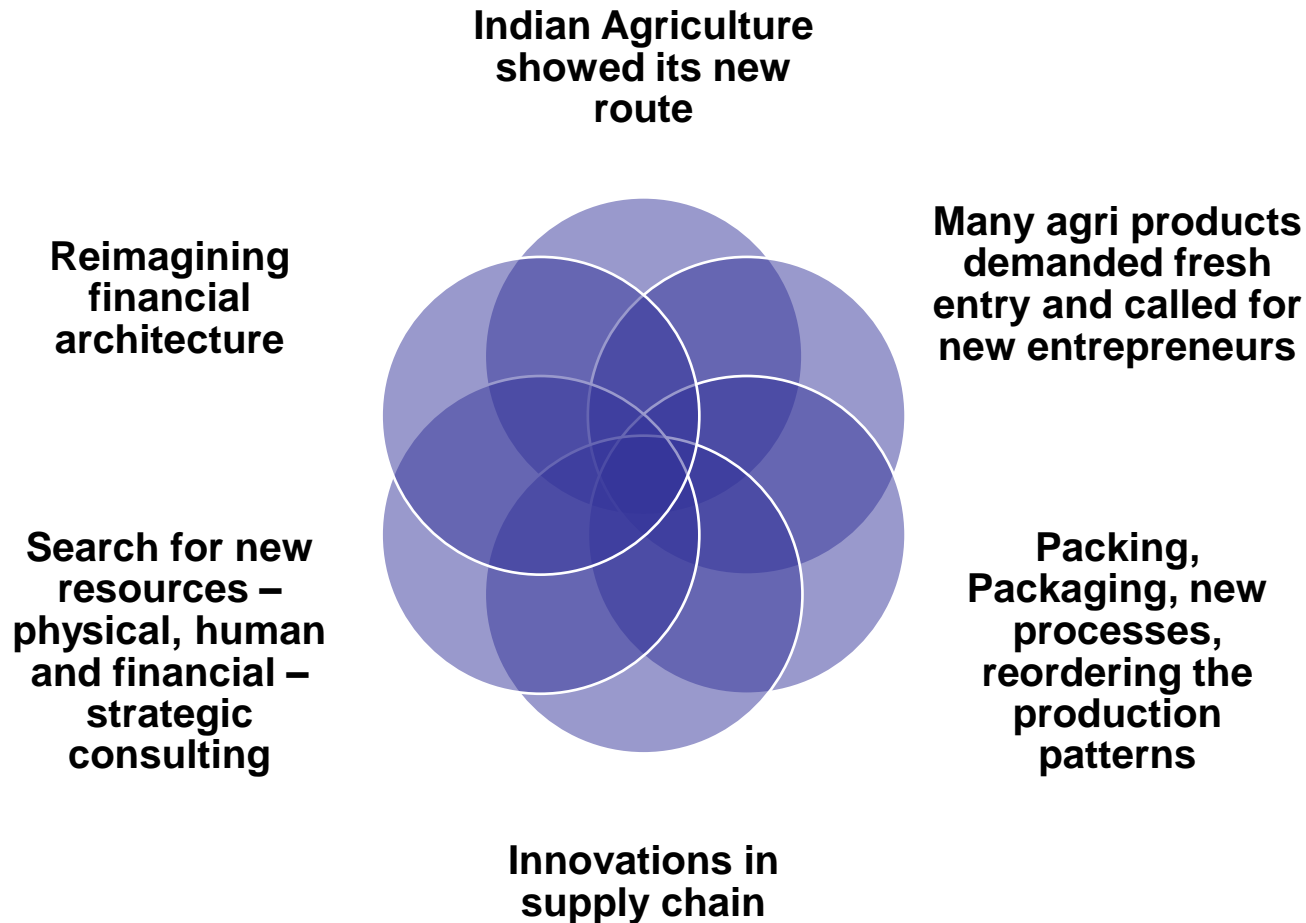 Indian Agriculture
showed its new
route
Many agri products
demanded fresh
entry and called for
new entrepreneurs
Packing,
Packaging, new
processes,
reordering the
production
patterns
Innovations in
supply chain
Search for new
resources –
physical, human
and financial –
strategic
consulting
Reimagining
financial
architecture